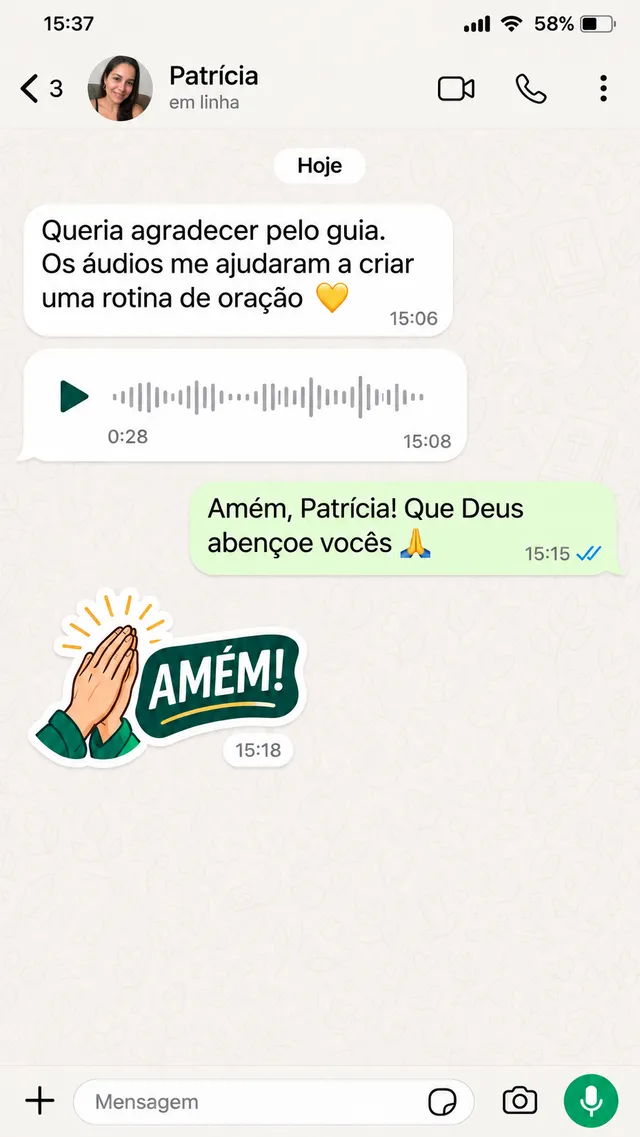 15:37
58%
3
Patrícia
em linha
Hoje
Queria agradecer pelo guia.
Os áudios me ajudaram a criar
uma rotina de oração 💛
15:06
0:28
15:08
Amém, Patrícia! Que Deus
abençoe vocês 🙏
15:15
AMÉM!
15:18
Mensagem